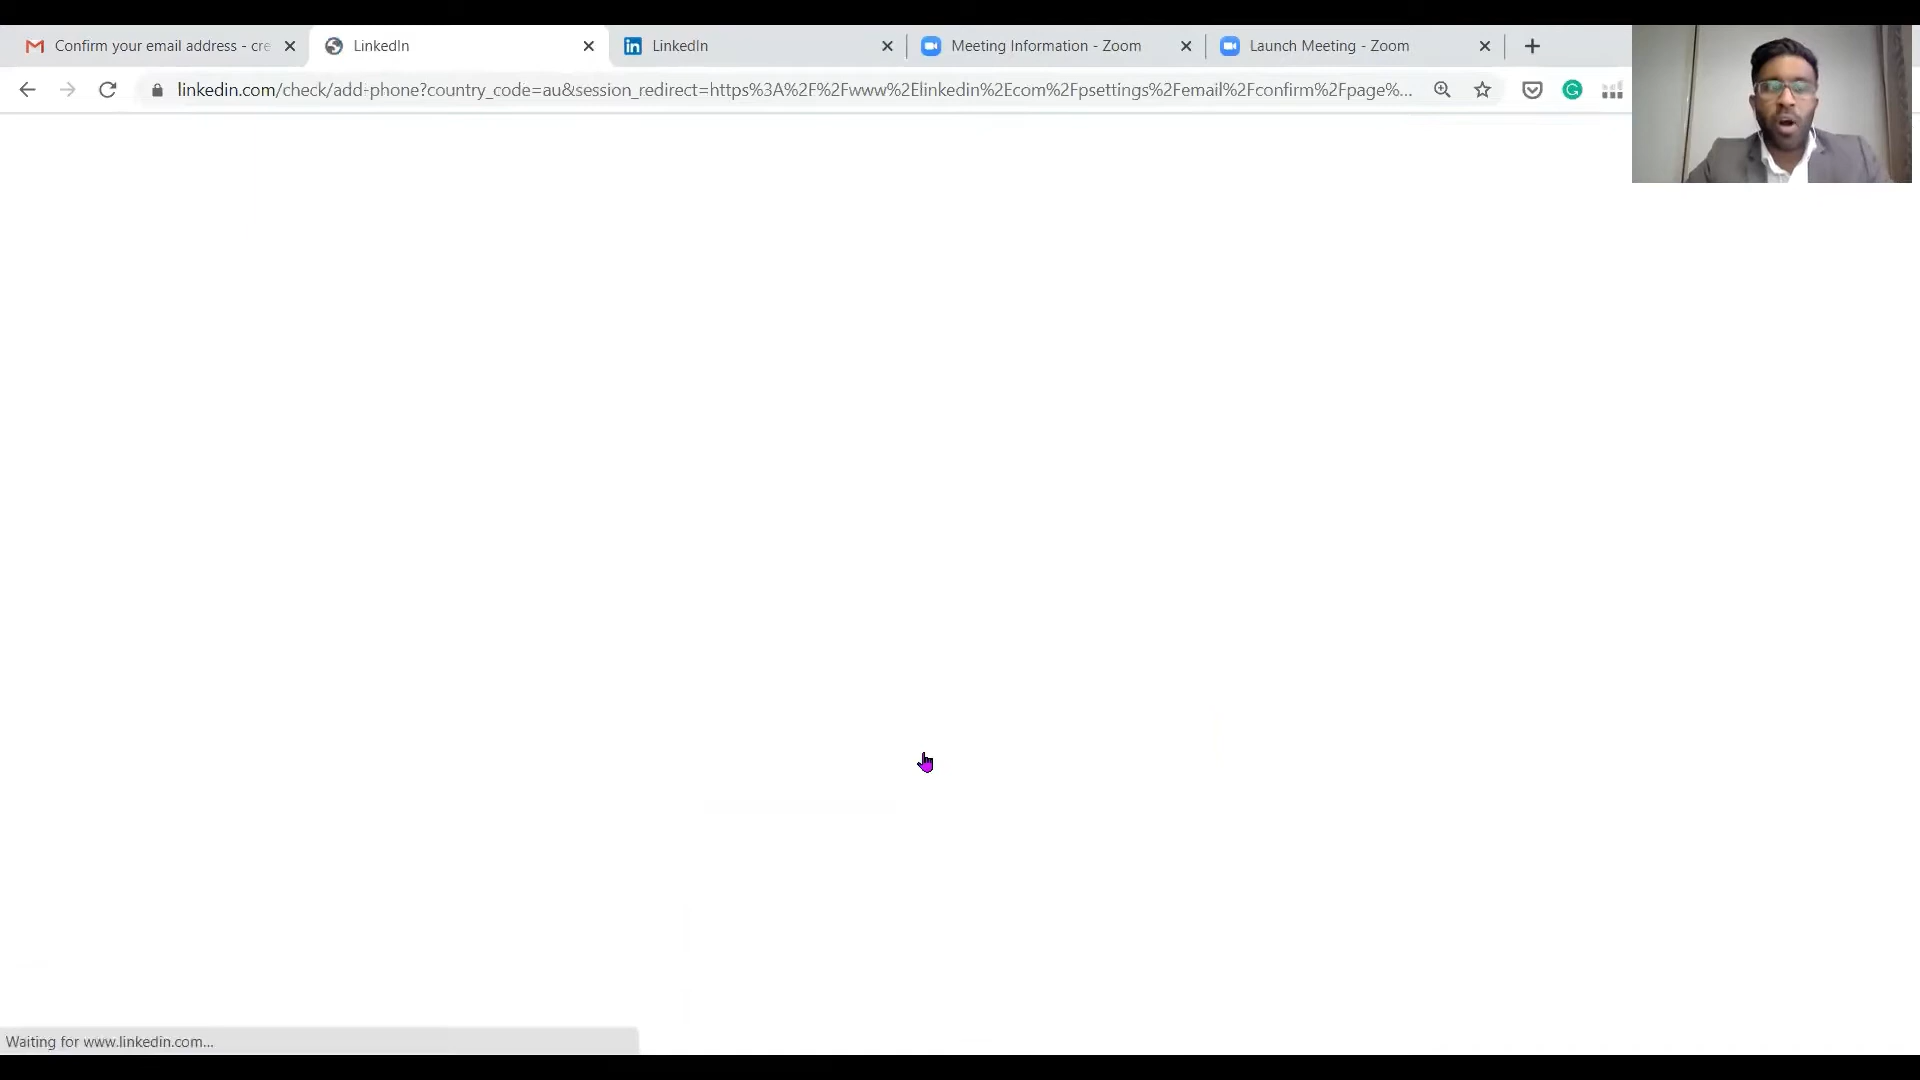 Confirm your email address - cre
LinkedIn
LinkedIn
Meeting Information - Zoom
Launch Meeting - Zoom
linkedin.com/check/add-phone?country_code=au&session_redirect=https%3A%2F%2Fwww%2Elinkedin%2Ecom%2Fpsettings%2Femail%2Fconfirm%2Fpage%...
Waiting for www.linkedin.com...